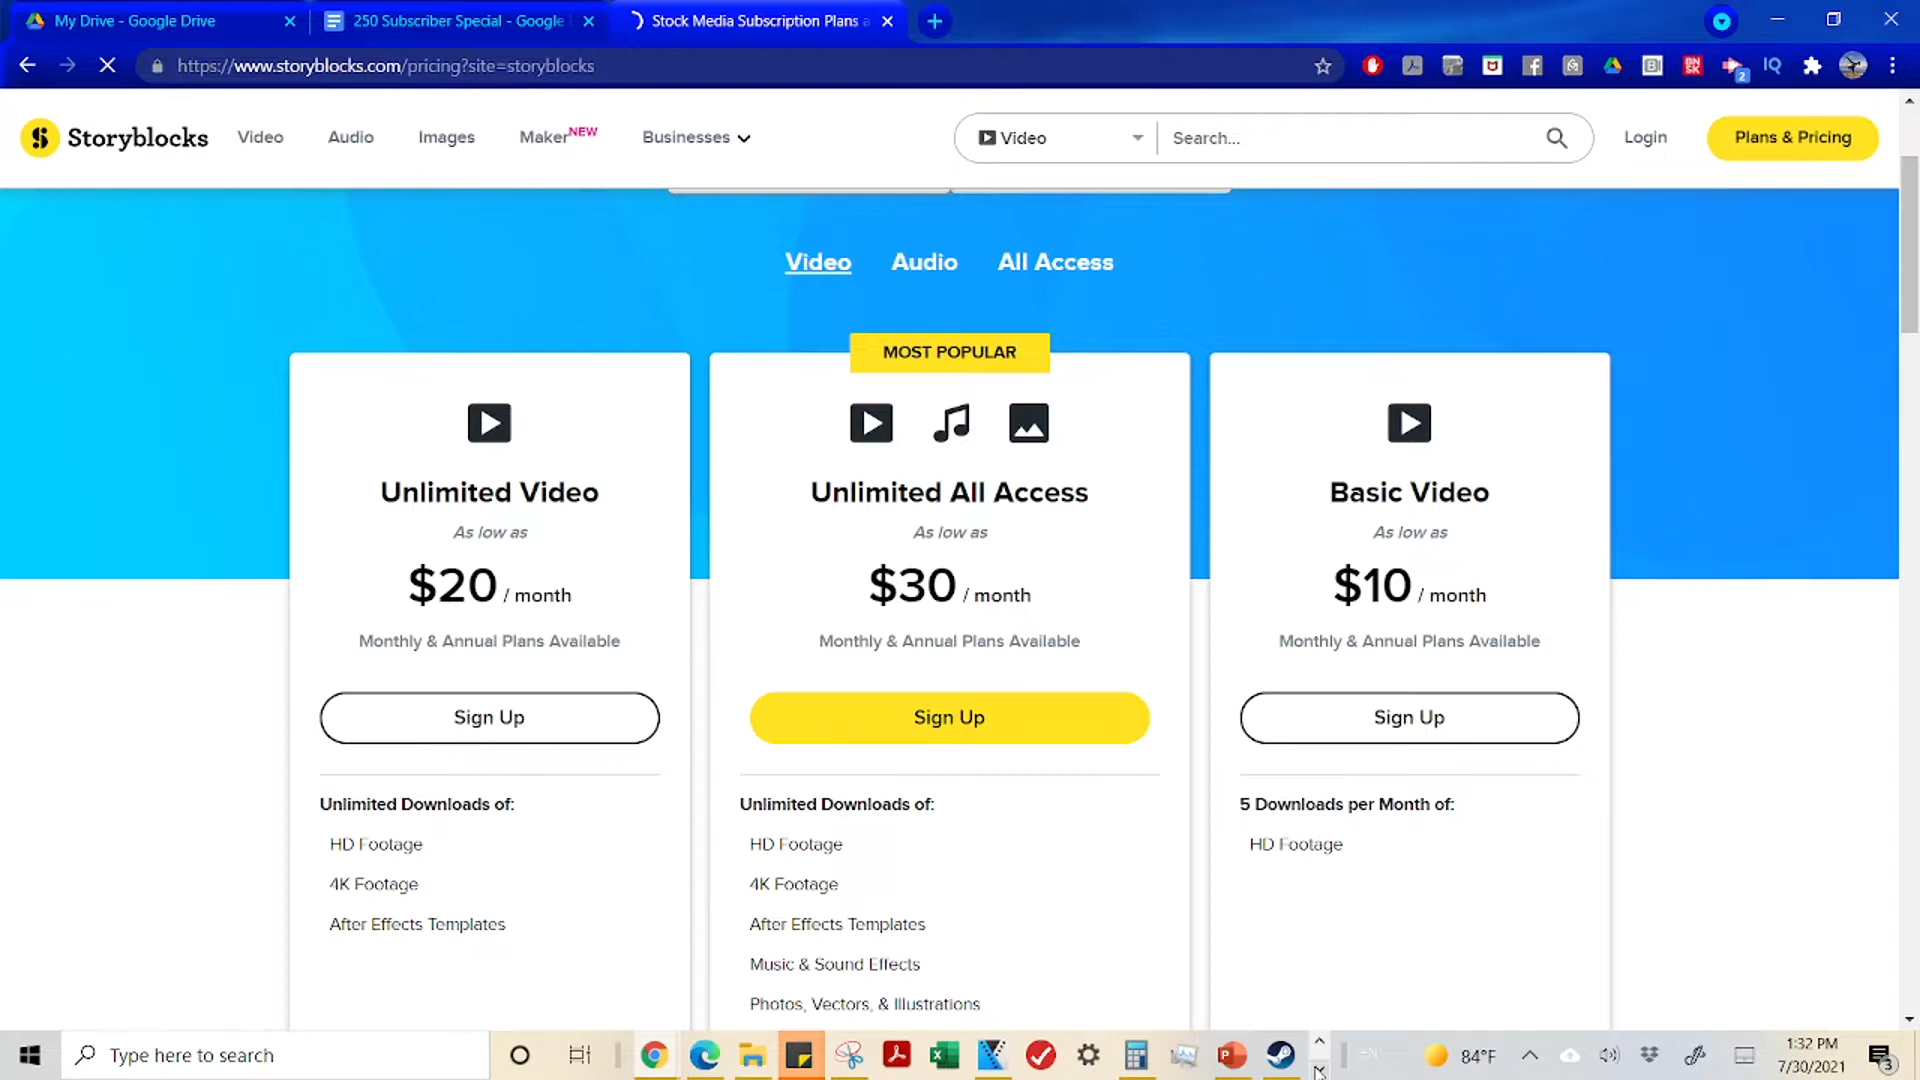 My Drive - Google Drive
250 Subscriber Special - Google
Stock Media Subscription Plans a
https://www.storyblocks.com/pricing?site=storyblocks
2
IQ
Storyblocks
Video
Audio
Images
MakerNEW
Businesses
Video
Search...
Login
Plans & Pricing
Video
Audio
All Access
MOST POPULAR
Unlimited Video
As low as
$20 / month
Monthly & Annual Plans Available
Sign Up
Unlimited Downloads of:
HD Footage
4K Footage
After Effects Templates
Unlimited All Access
As low as
$30 / month
Monthly & Annual Plans Available
Sign Up
Unlimited Downloads of:
HD Footage
4K Footage
After Effects Templates
Music & Sound Effects
Photos, Vectors, & Illustrations
Basic Video
As low as
$10 / month
Monthly & Annual Plans Available
Sign Up
5 Downloads per Month of:
HD Footage
Type here to search
84°F
1:32 PM
7/30/2021
3